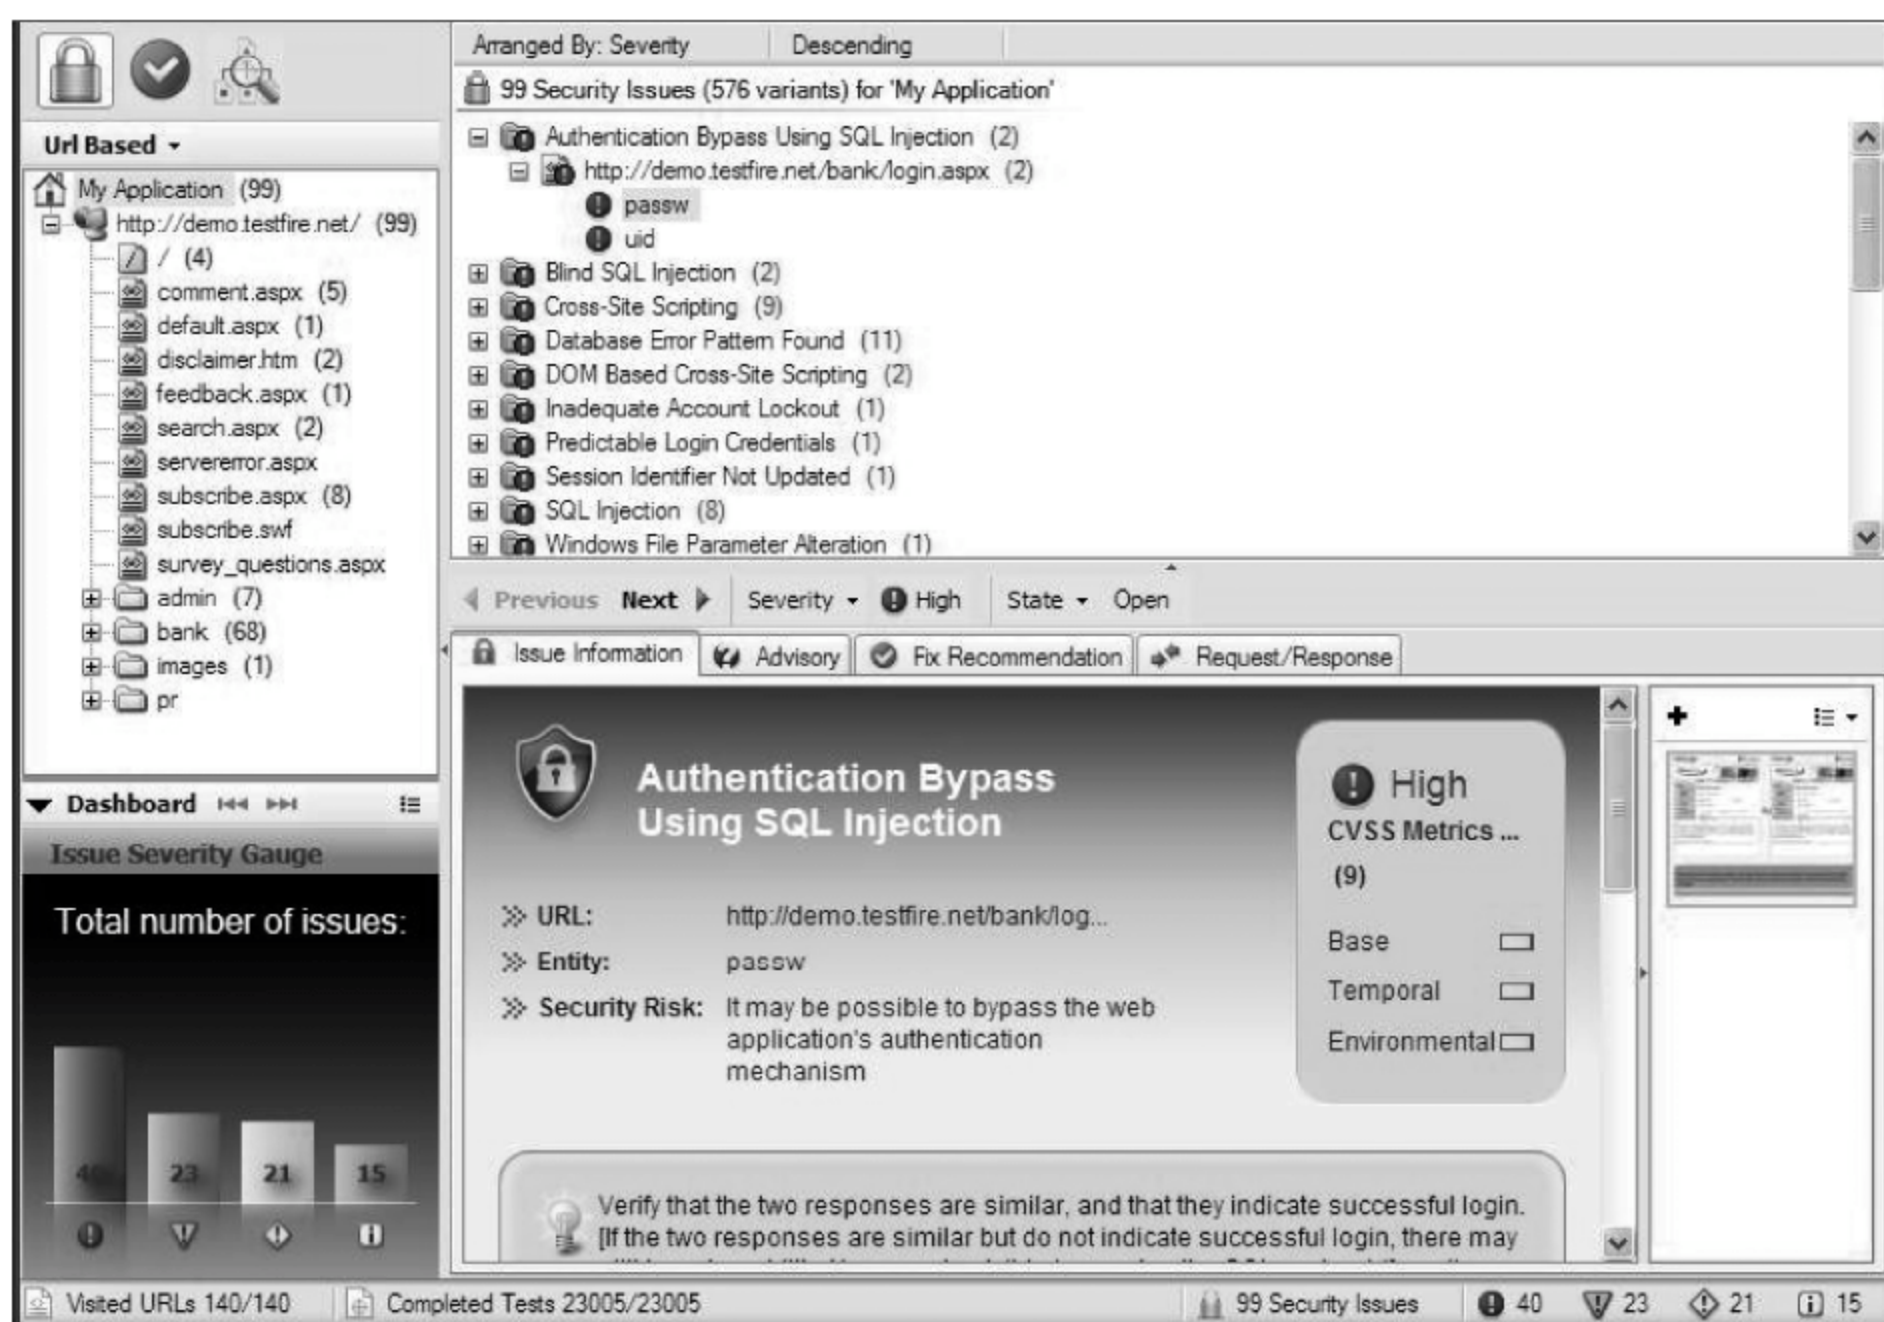 Url Based
My Application (99)
http://demo.testfire.net/ (99)
/ (4)
comment.aspx (5)
default.aspx (1)
disclaimer.htm (2)
feedback.aspx (1)
search.aspx (2)
servererror.aspx
subscribe.aspx (8)
subscribe.swf
survey_questions.aspx
admin (7)
bank (68)
images (1)
pr
Dashboard
Issue Severity Gauge
Total number of issues:
40 23 21 15
Arranged By: Severity Descending
99 Security Issues (576 variants) for 'My Application'
Authentication Bypass Using SQL Injection (2)
http://demo.testfire.net/bank/login.aspx (2)
passw
uid
Blind SQL Injection (2)
Cross-Site Scripting (9)
Database Error Pattern Found (11)
DOM Based Cross-Site Scripting (2)
Inadequate Account Lockout (1)
Predictable Login Credentials (1)
Session Identifier Not Updated (1)
SQL Injection (8)
Windows File Parameter Alteration (1)
Previous Next Severity High State Open
Issue Information Advisory Fix Recommendation Request/Response
Authentication Bypass
Using SQL Injection
URL: http://demo.testfire.net/bank/log...
Entity: passw
Security Risk: It may be possible to bypass the web
application's authentication
mechanism
High
CVSS Metrics ...
(9)
Base
Temporal
Environmental
Verify that the two responses are similar, and that they indicate successful login.
[If the two responses are similar but do not indicate successful login, there may
Visited URLs 140/140 Completed Tests 23005/23005 99 Security Issues 40 23 21 15